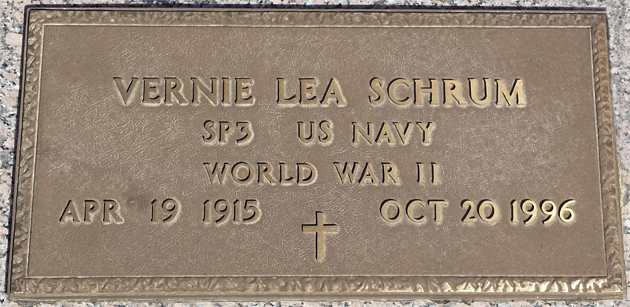 VERNIE LEA SCHRUM
SP3 US NAVY
WORLD WAR II
APR 19 1915 OCT 20 1996